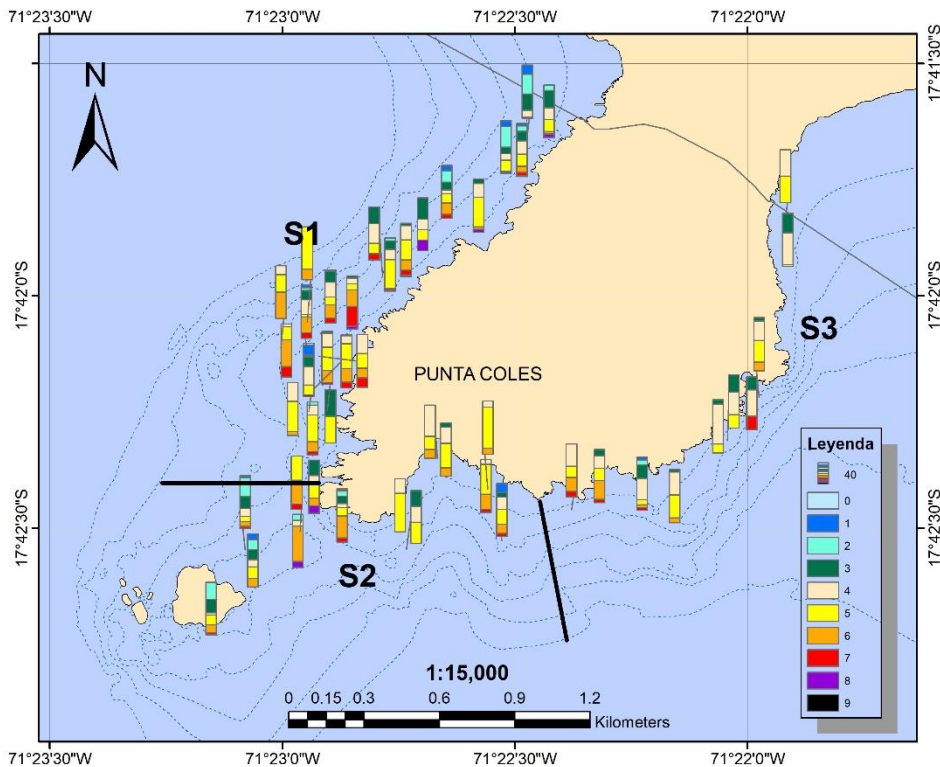 71°23'30"W 71°23'0"W 71°22'30"W 71°22'0"W
17°41'30"S
17°41'30"S
N
S1
17°42'0"S
17°42'0"S
S3
PUNTA COLES
Leyenda
40
0
1
2
3
4
5
6
7
8
9
17°42'30"S
17°42'30"S
S2
1:15,000
0 0.15 0.3 0.6 0.9 1.2
Kilometers
71°23'30"W 71°23'0"W 71°22'30"W 71°22'0"W